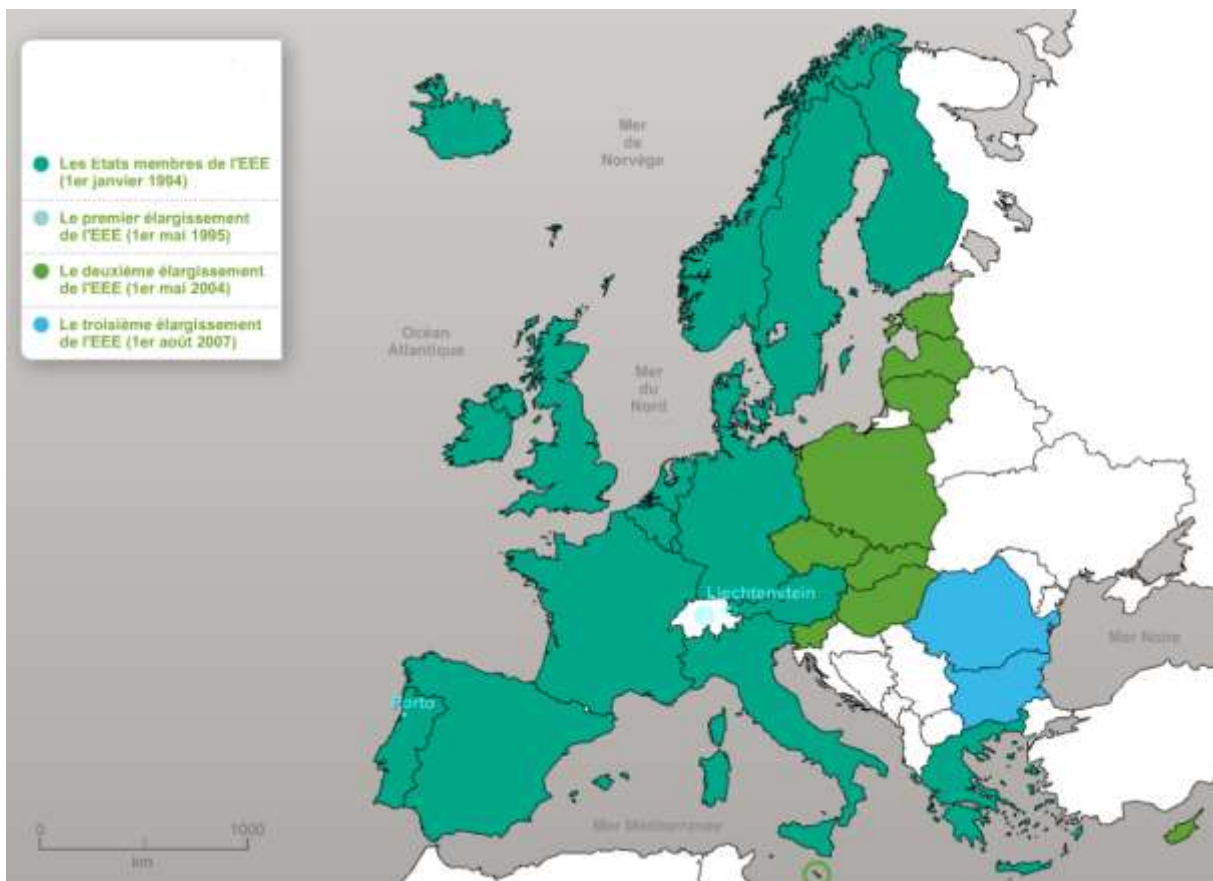 Les Etats membres de l'EEE
(1er janvier 1994)
Le premier élargissement
de l'EEE (1er mai 1995)
Le deuxième élargissement
de l'EEE (1er mai 2004)
Le troisième élargissement
de l'EEE (1er août 2007)
Mer
de
Norvège
Océan
Atlantique
Mer
du
Nord
Liechtenstein
Mer Noire
Porto
Mer Méditerranée
0
1000
km